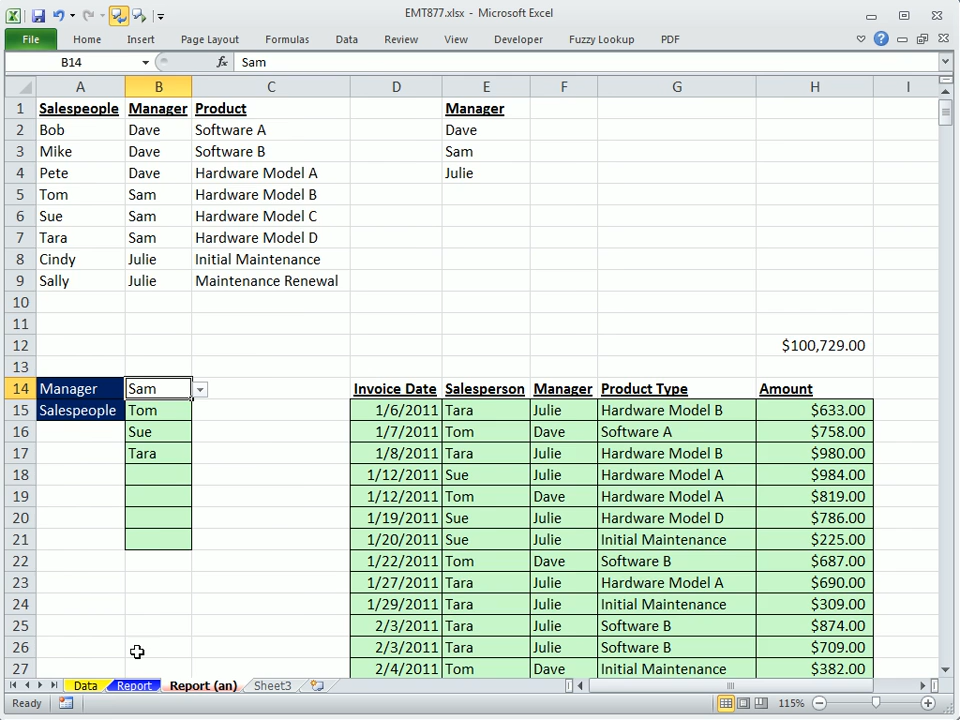 EMT877.xlsx - Microsoft Excel
File Home Insert Page Layout Formulas Data Review View Developer Fuzzy Lookup PDF
B14 fx Sam
A B C D E F G H I
1 Salespeople Manager Product Manager
2 Bob Dave Software A Dave
3 Mike Dave Software B Sam
4 Pete Dave Hardware Model A Julie
5 Tom Sam Hardware Model B
6 Sue Sam Hardware Model C
7 Tara Sam Hardware Model D
8 Cindy Julie Initial Maintenance
9 Sally Julie Maintenance Renewal
10
11
12 $100,729.00
13
14 Manager Sam Invoice Date Salesperson Manager Product Type Amount
15 Salespeople Tom 1/6/2011 Tara Julie Hardware Model B $633.00
16 Sue 1/7/2011 Tom Dave Software A $758.00
17 Tara 1/8/2011 Tara Julie Hardware Model B $980.00
18 1/12/2011 Sue Julie Hardware Model A $984.00
19 1/12/2011 Tom Dave Hardware Model A $819.00
20 1/19/2011 Sue Julie Hardware Model D $786.00
21 1/20/2011 Sue Julie Initial Maintenance $225.00
22 1/22/2011 Tom Dave Software B $687.00
23 1/27/2011 Tara Julie Hardware Model A $690.00
24 1/29/2011 Tara Julie Initial Maintenance $309.00
25 2/3/2011 Tara Julie Software B $874.00
26 2/3/2011 Tara Julie Software B $709.00
27 2/4/2011 Tom Dave Initial Maintenance $382.00
Data Report Report (an) Sheet3
Ready 115%